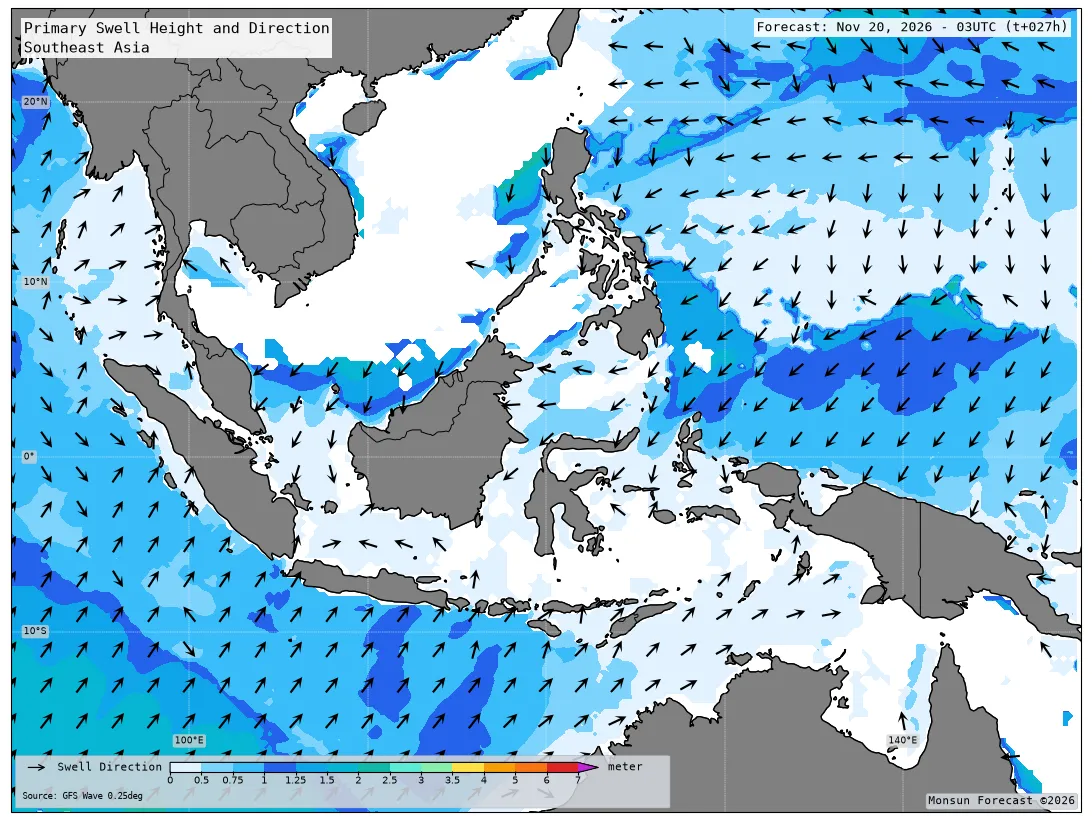 Primary Swell Height and Direction
Southeast Asia
Forecast: Nov 20, 2026 - 03UTC (t+027h)
20°N
10°N
0°
10°S
100°E
140°E
Swell Direction
0 0.5 0.75 1 1.25 1.5 2 2.5 3 3.5 4 5 6 7
meter
Source: GFS Wave 0.25deg
Monsun Forecast ©2026